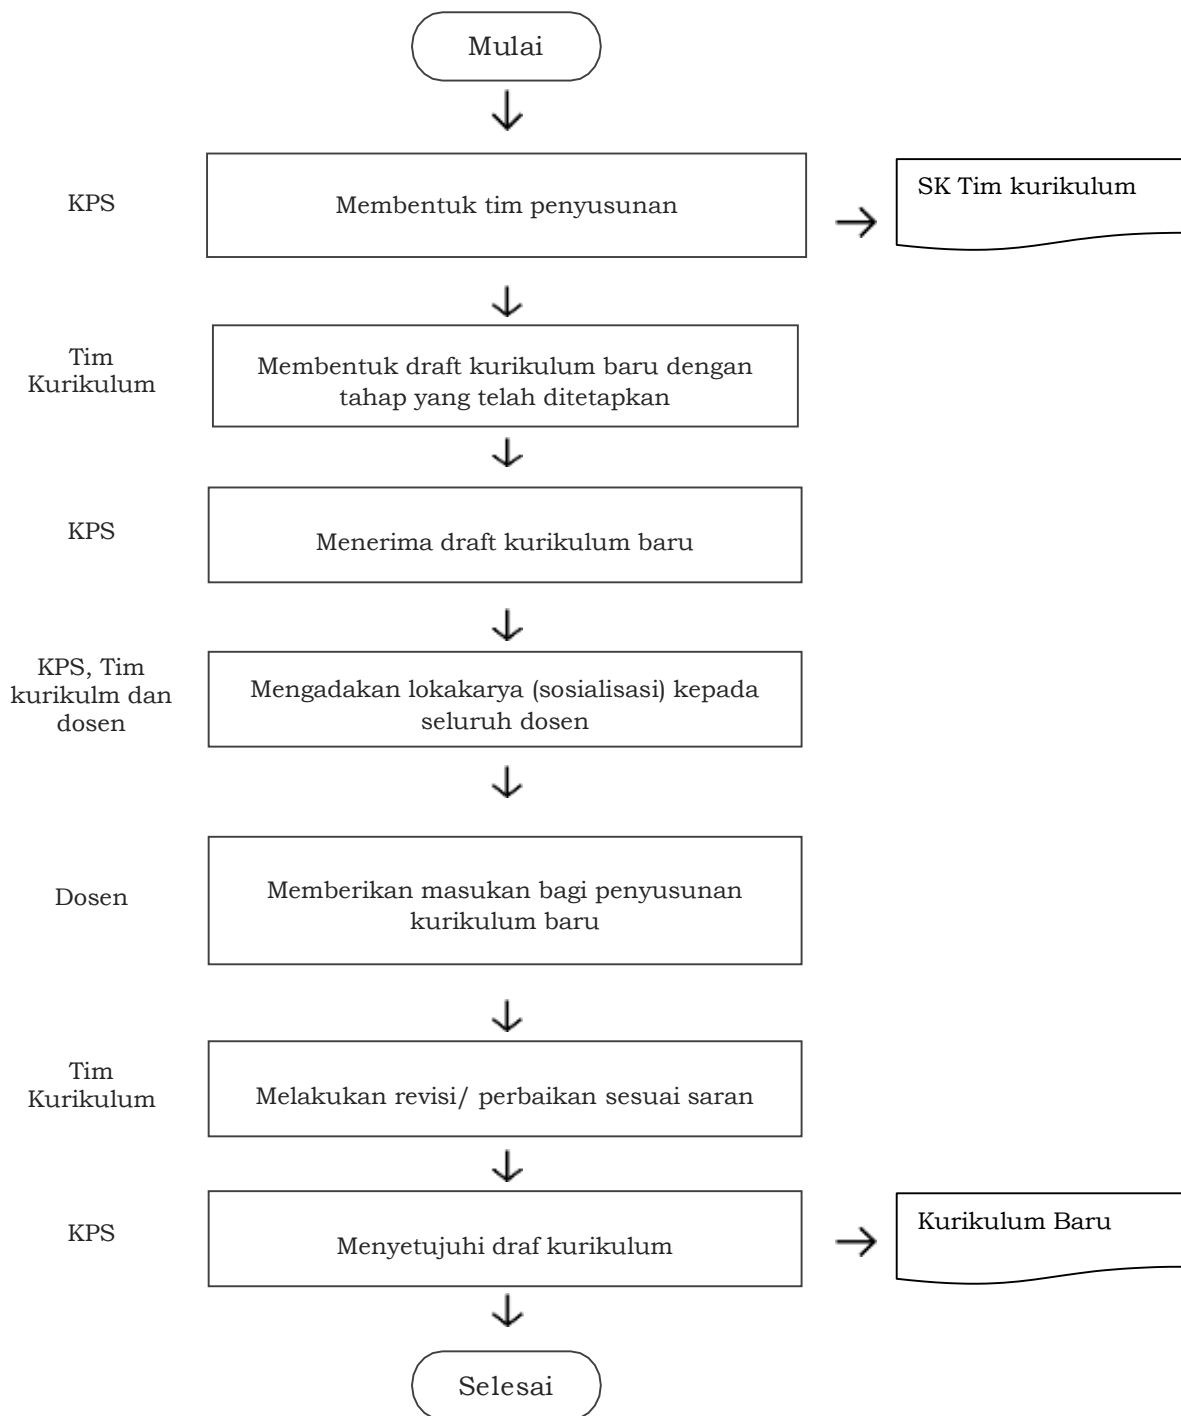 Mulai
KPS
Membentuk tim penyusunan
SK Tim kurikulum
Tim
Kurikulum
Membentuk draft kurikulum baru dengan
tahap yang telah ditetapkan
KPS
Menerima draft kurikulum baru
KPS, Tim
kurikulm dan
dosen
Mengadakan lokakarya (sosialisasi) kepada
seluruh dosen
Dosen
Memberikan masukan bagi penyusunan
kurikulum baru
Tim
Kurikulum
Melakukan revisi/ perbaikan sesuai saran
KPS
Menyetujuhi draf kurikulum
Kurikulum Baru
Selesai